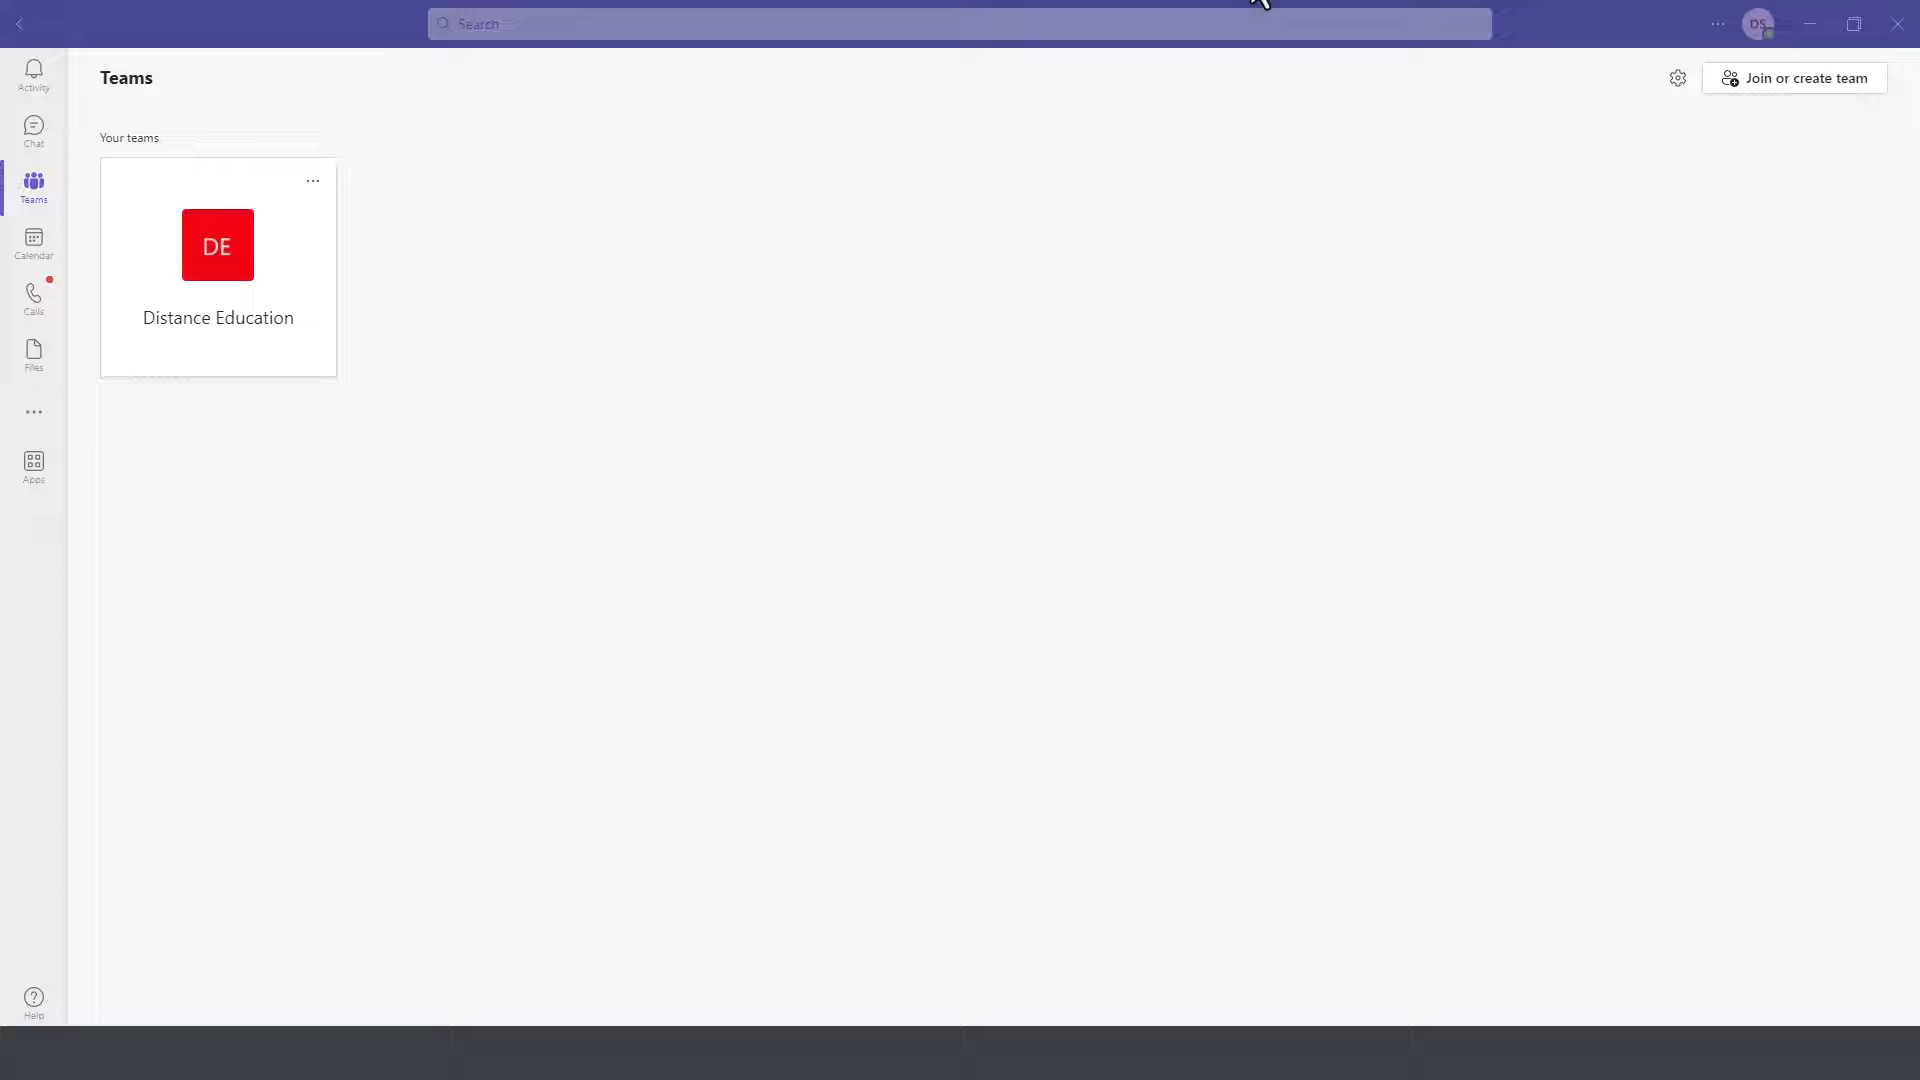 Search
DS
Activity
Chat
Teams
Calendar
Calls
Files
Apps
Help
Teams
Join or create team
Your teams
DE
Distance Education